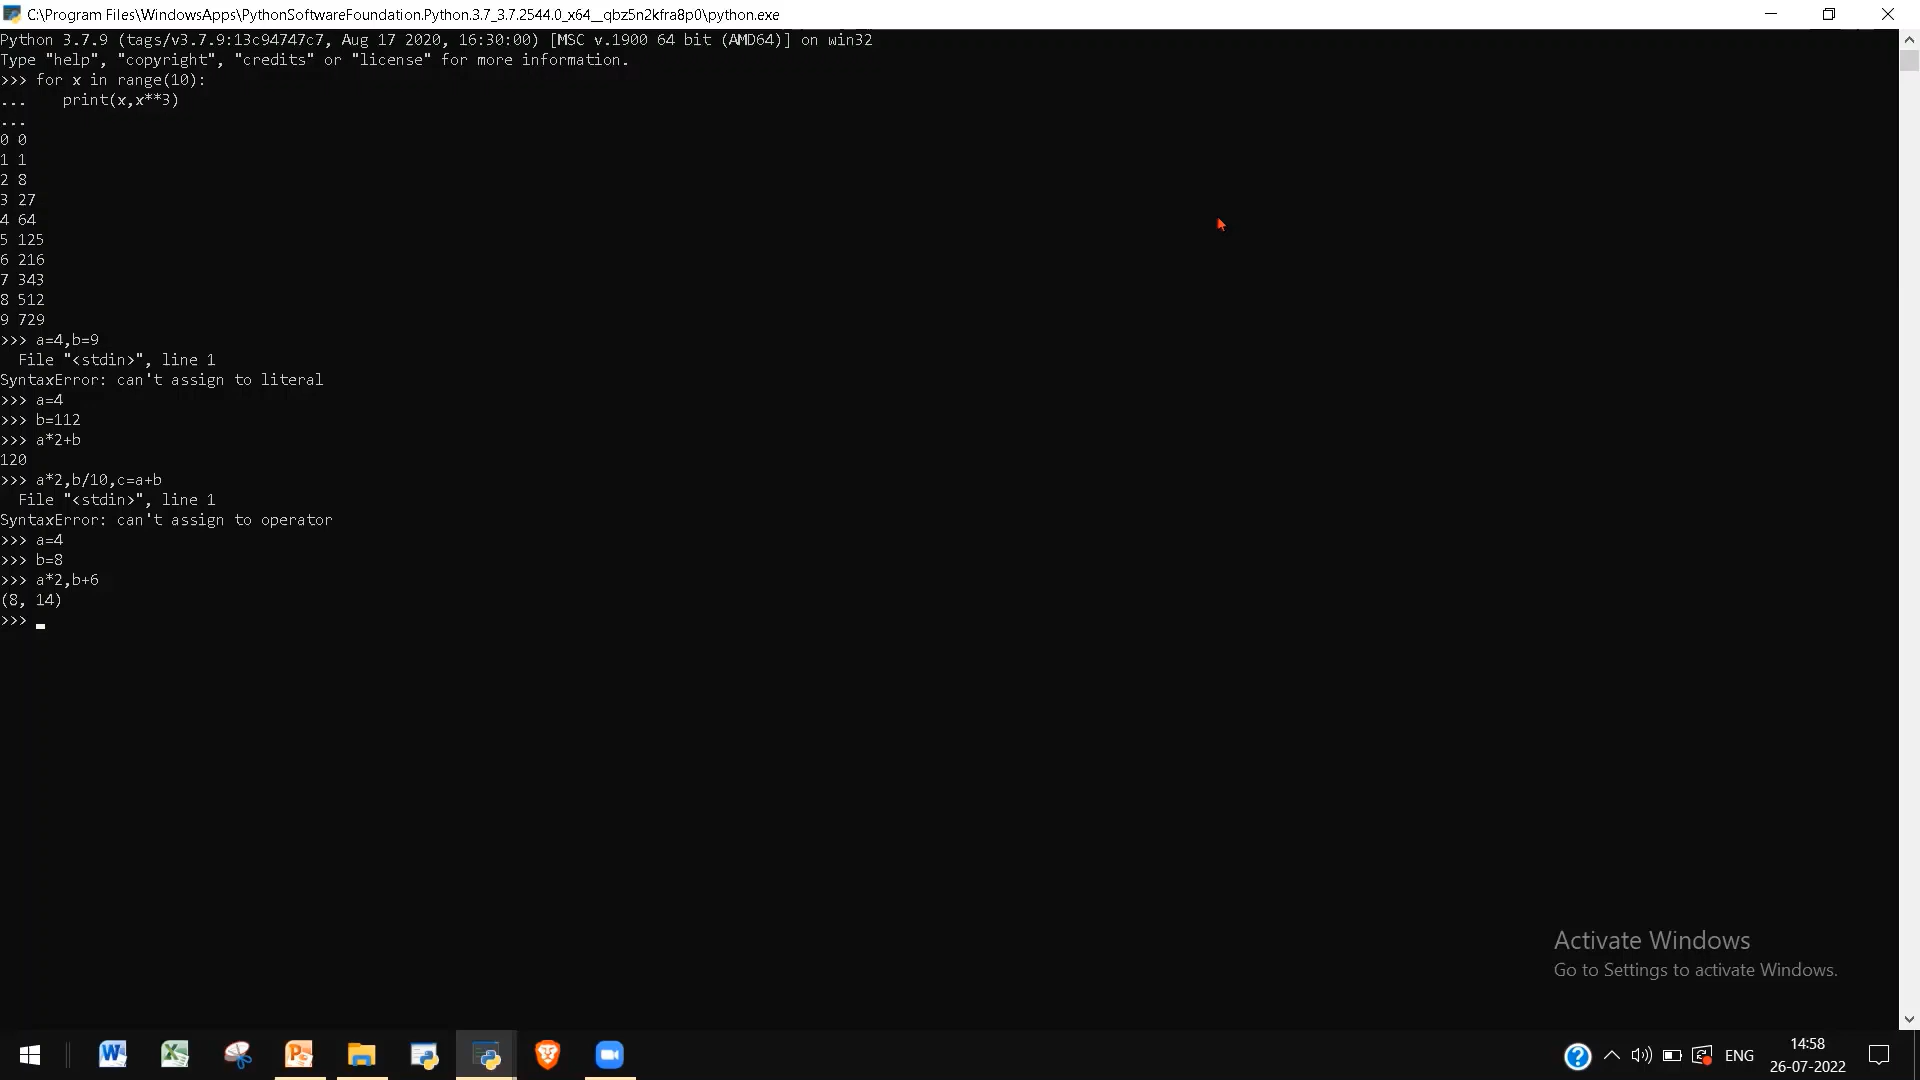 C:\Program Files\WindowsApps\PythonSoftwareFoundation.Python.3.7_3.7.2544.0_x64__qbz5n2kfra8p0\python.exe
Python 3.7.9 (tags/v3.7.9:13c94747c7, Aug 17 2020, 16:30:00) [MSC v.1900 64 bit (AMD64)] on win32
Type "help", "copyright", "credits" or "license" for more information.
>>> for x in range(10):
...    print(x,x**3)
...
0 0
1 1
2 8
3 27
4 64
5 125
6 216
7 343
8 512
9 729
>>> a=4,b=9
  File "<stdin>", line 1
SyntaxError: can't assign to literal
>>> a=4
>>> b=112
>>> a*2+b
120
>>> a*2,b/10,c=a+b
  File "<stdin>", line 1
SyntaxError: can't assign to operator
>>> a=4
>>> b=8
>>> a*2,b+6
(8, 14)
>>>
Activate Windows
Go to Settings to activate Windows.
ENG
14:58
26-07-2022